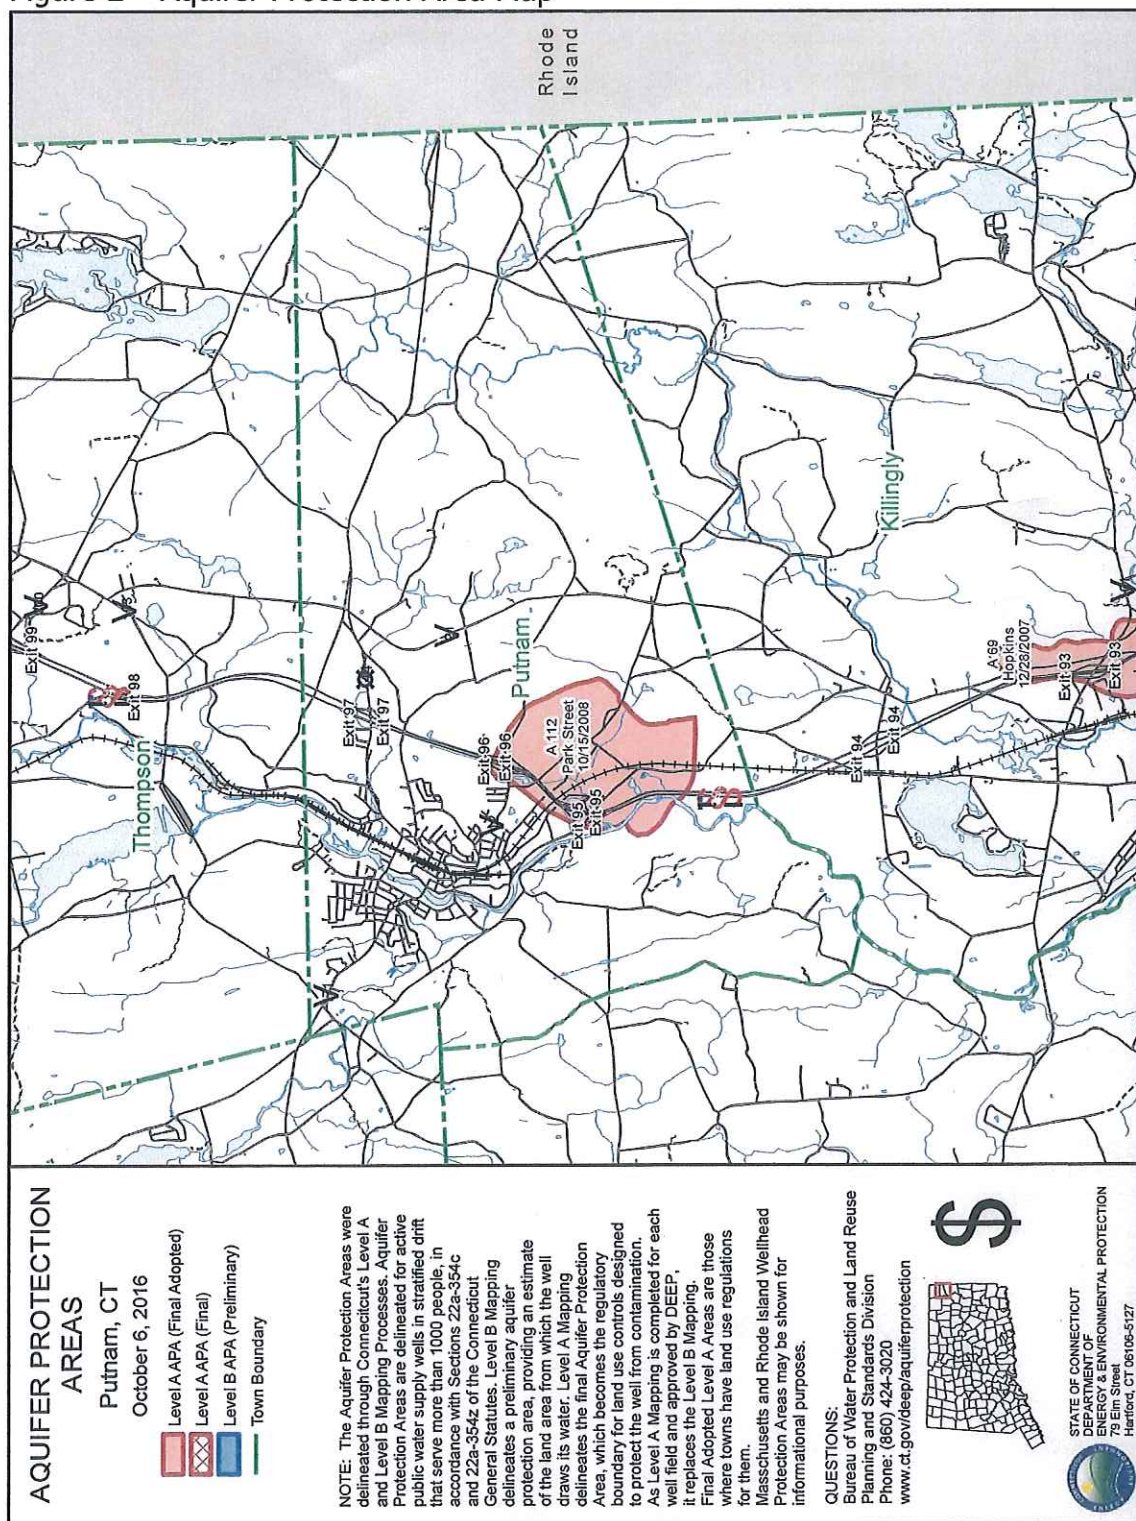 Figure 2 – Aquifer Protection Area Map
AQUIFER PROTECTION
AREAS
Putnam, CT
October 6, 2016
Level A APA (Final Adopted)
Level A APA (Final)
Level B APA (Preliminary)
Town Boundary
NOTE: The Aquifer Protection Areas were
delineated through Connecitcut's Level A
and Level B Mapping Processes. Aquifer
Protection Areas are delineated for active
public water supply wells in stratified drift
that serve more than 1000 people, in
accordance with Sections 22a-354c
and 22a-354z of the Connecticut
General Statutes. Level B Mapping
delineates a preliminary aquifer
protection area, providing an estimate
of the land area from which the well
draws its water. Level A Mapping
delineates the final Aquifer Protection
Area, which becomes the regulatory
boundary for land use controls designed
to protect the well from contamination.
As Level A Mapping is completed for each
well field and approved by DEEP,
it replaces the Level B Mapping.
Final Adopted Level A Areas are those
where towns have land use regulations
for them.
Masschusetts and Rhode Island Wellhead
Protection Areas may be shown for
informational purposes.
QUESTIONS:
Bureau of Water Protection and Land Reuse
Planning and Standards Division
Phone: (860) 424-3020
www.ct.gov/deep/aquiferprotection
$
STATE OF CONNECTICUT
DEPARTMENT OF
ENERGY & ENVIRONMENTAL PROTECTION
79 Elm Street
Hartford, CT 06106-5127
Rhode
Island
Thompson
Putnam
Killingly
Exit 99
Exit 98
Exit 97
Exit 97
Exit 96
Exit 96
Exit 95
Exit 95
A 112
Park Street
10/15/2008
Exit 94
Exit 94
A 69
Hopkins
12/28/2007
Exit 93
Exit 93